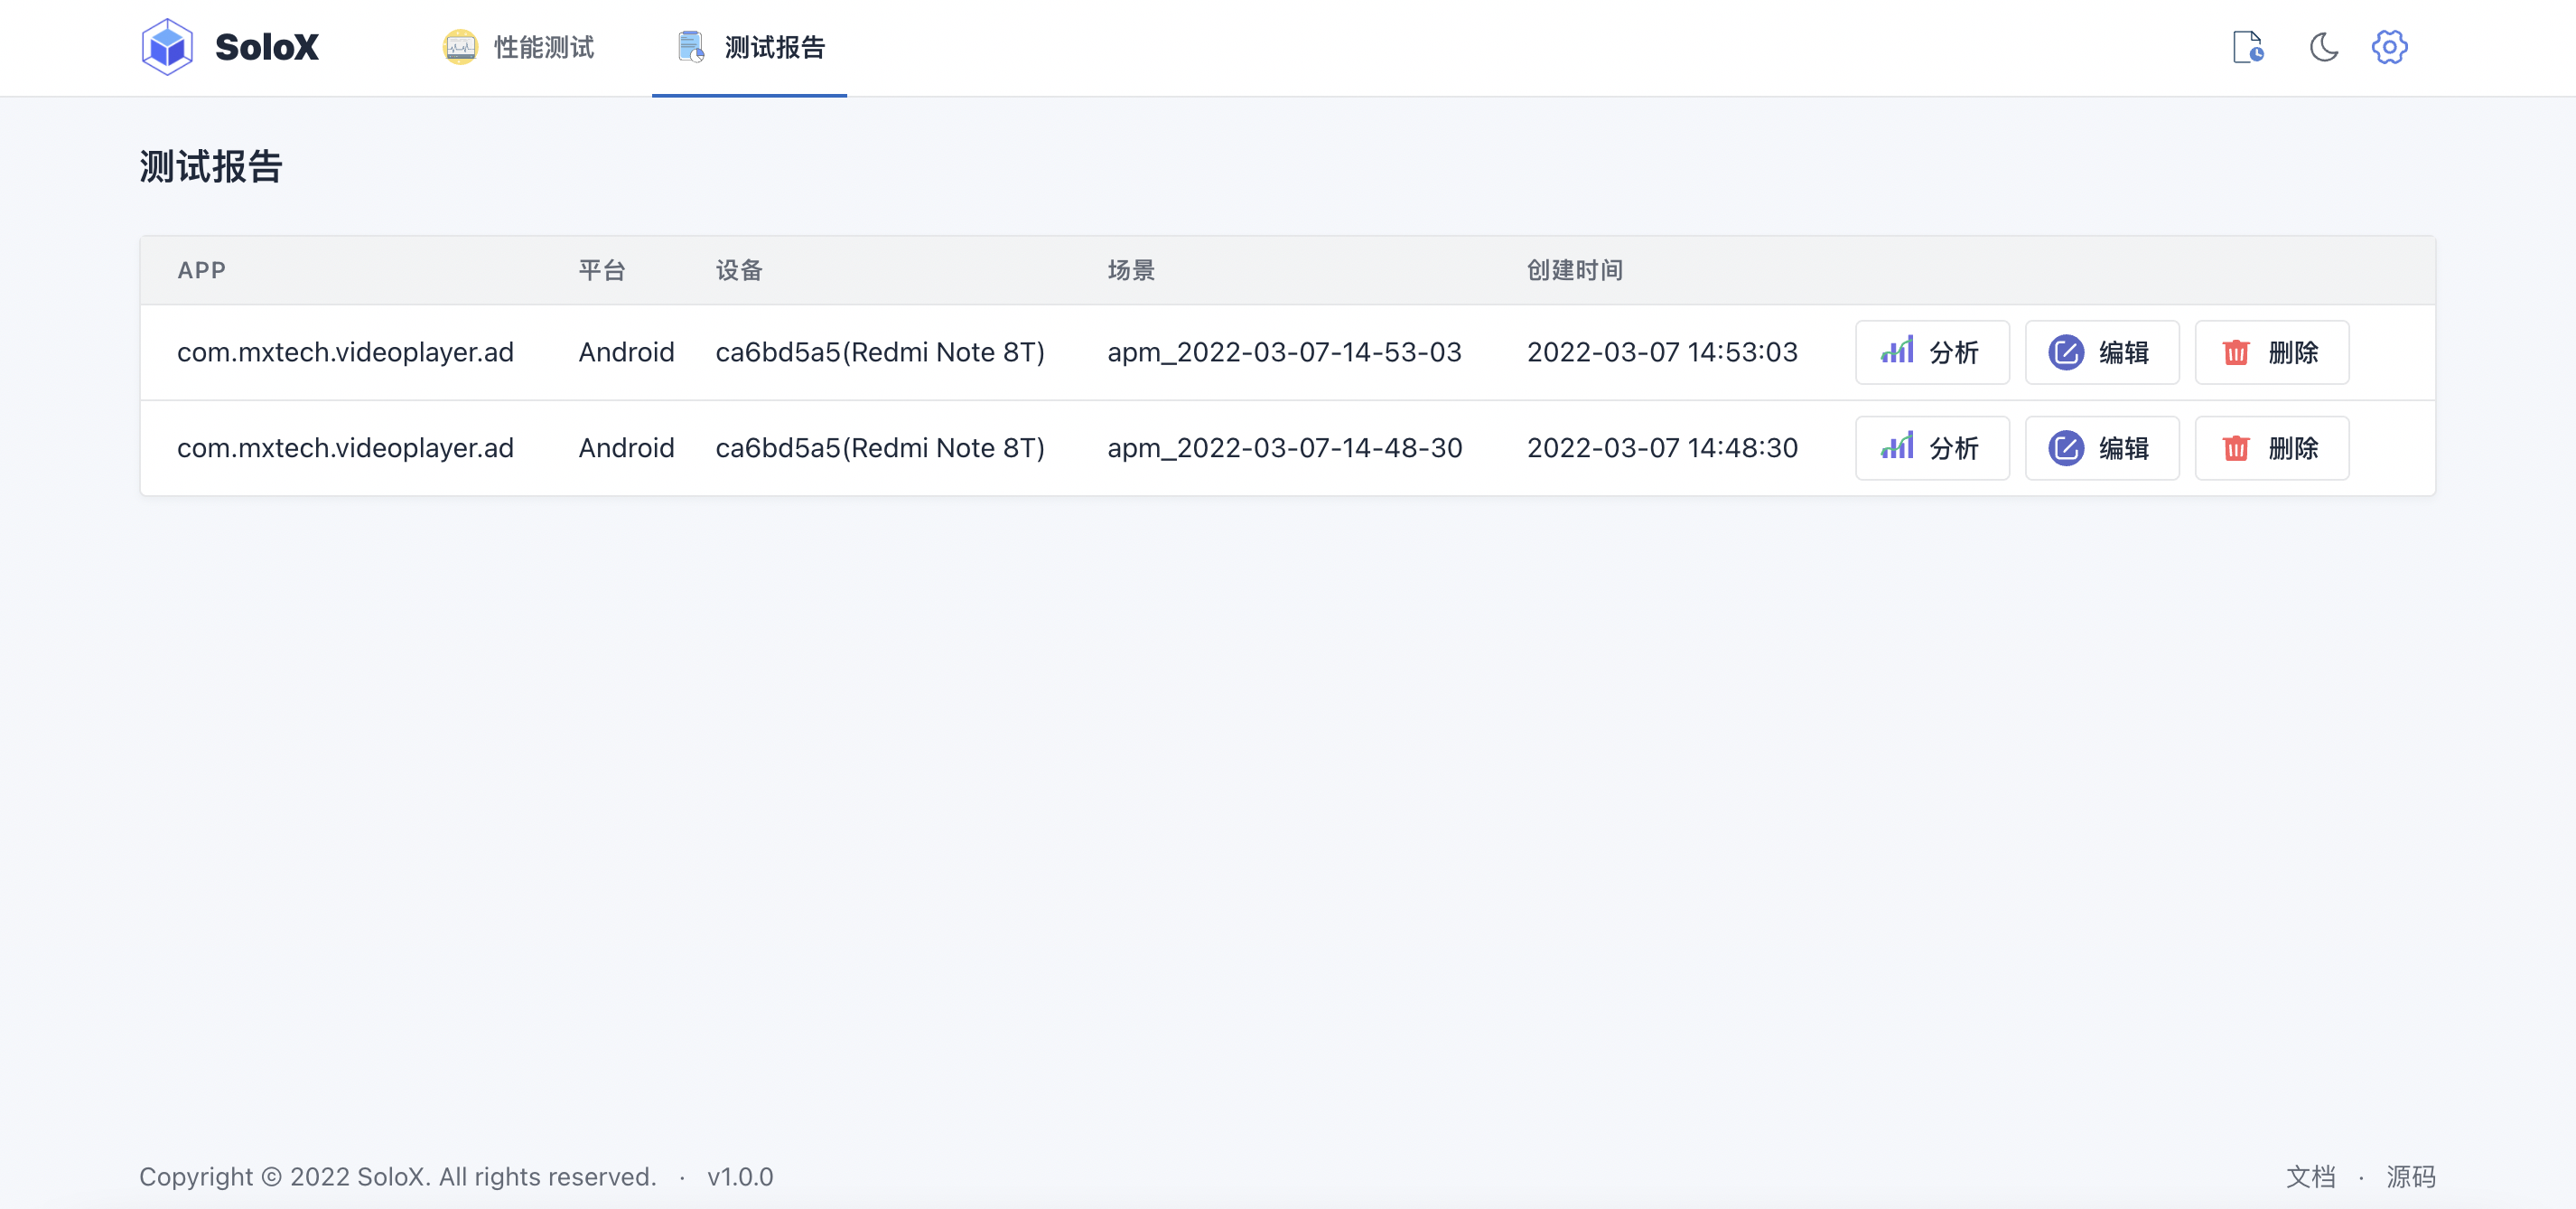 SoloX 性能测试 测试报告
测试报告
APP 平台 设备 场景 创建时间
com.mxtech.videoplayer.ad Android ca6bd5a5(Redmi Note 8T) apm_2022-03-07-14-53-03 2022-03-07 14:53:03 分析 编辑 删除
com.mxtech.videoplayer.ad Android ca6bd5a5(Redmi Note 8T) apm_2022-03-07-14-48-30 2022-03-07 14:48:30 分析 编辑 删除
Copyright © 2022 SoloX. All rights reserved. · v1.0.0 文档 · 源码